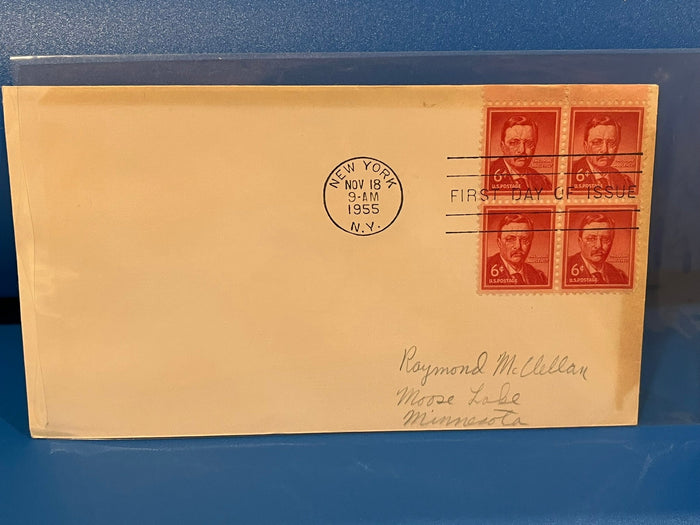 NEW YORK
NOV 18
9-AM
1955
N.Y.
FIRST DAY OF ISSUE
6¢
U.S.POSTAGE
6¢
U.S.POSTAGE
6¢
U.S.POSTAGE
6¢
U.S.POSTAGE
Raymond McClellan
Moose Lake
Minnesota